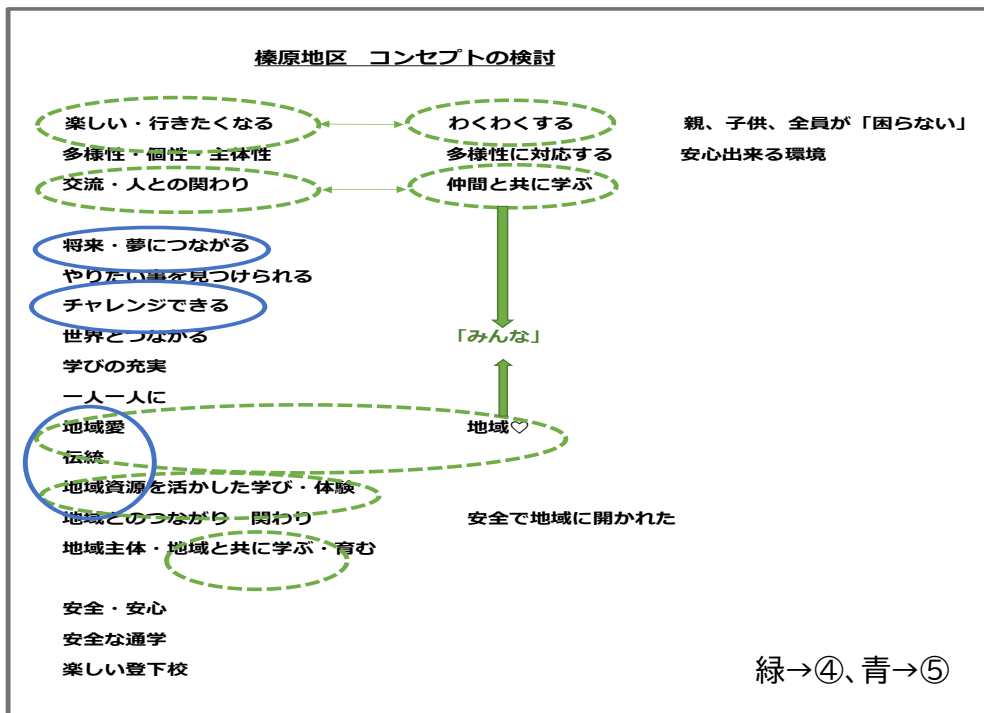 榛原地区　コンセプトの検討
楽しい・行きたくなる　わくわくする　親、子供、全員が「困らない」
多様性・個性・主体性　多様性に対応する　安心出来る環境
交流・人との関わり　仲間と共に学ぶ
将来・夢につながる
やりたい事を見つけられる
チャレンジできる
世界とつながる　「みんな」
学びの充実
一人一人に
地域愛　地域♡
伝統
地域資源を活かした学び・体験
地域とのつながり　関わり　安全で地域に開かれた
地域主体・地域と共に学ぶ・育む
安全・安心
安全な通学
楽しい登下校
緑→④、青→⑤